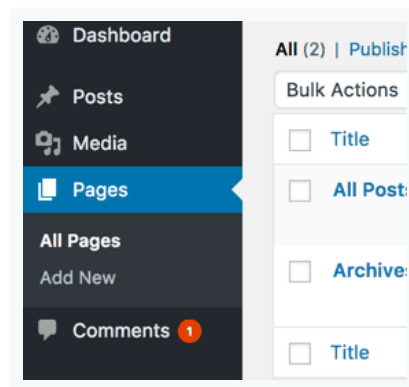 Dashboard
Posts
Media
Pages
All Pages
Add New
Comments 1
All (2) | Publish
Bulk Actions
Title
All Posts
Archives
Title